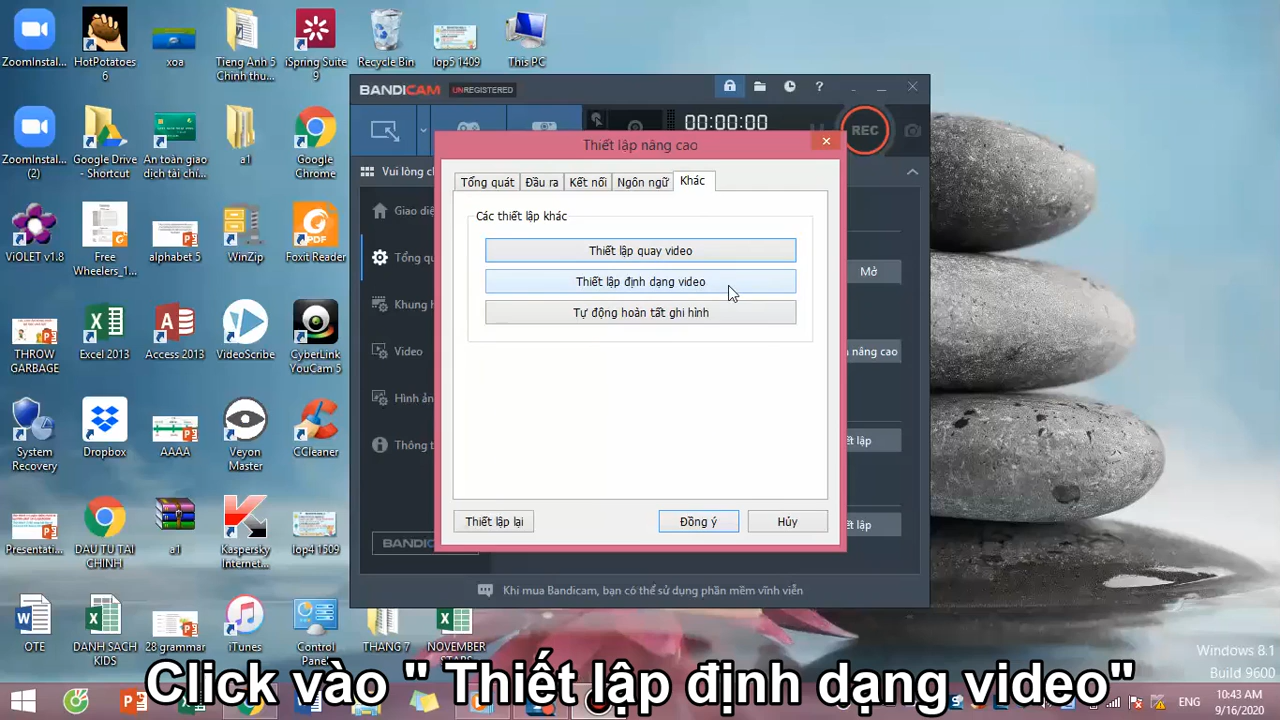 ZoomInstal...
HotPotatoes 6
xoa
Tieng Anh 5
Chinh thu...
iSpring Suite
9
Recycle Bin
lop5 1409
This PC
ZoomInstal...
(2)
Google Drive
- Shortcut
An toàn giao
dich tài chi...
a1
Google
Chrome
ViOLET v1.8
Free
Wheelers_1...
alphabet 5
WinZip
Foxit Reader
THROW
GARBAGE
Excel 2013
Access 2013
VideoScribe
CyberLink
YouCam 5
System
Recovery
Dropbox
AAAA
Veyon
Master
CCleaner
Presentati...
DAU TU TAI
CHINH
a1
Kaspersky
Internet...
lop4 1509
OTE
DANH SACH
KIDS
28 grammar
iTunes
Control
Panel
THANG 7
NOVEMBER
BANDICAM UNREGISTERED
00:00:00
REC
Vui lòng ch
Giao diệ
Tổng qu
Khung h
Video
Hình ản
Thông t
BANDIC
Mở
n nâng cao
ết lập
ết lập
Khi mua Bandicam, bạn có thể sử dụng phần mềm vĩnh viễn
Thiết lập nâng cao
Tổng quát Đầu ra Kết nối Ngôn ngữ Khác
Các thiết lập khác
Thiết lập quay video
Thiết lập định dạng video
Tự động hoàn tất ghi hình
Thiết lập lại Đồng ý Hủy
Windows 8.1
Build 9600
Click vào " Thiết lập định dạng video"
ENG
10:43 AM
9/16/2020